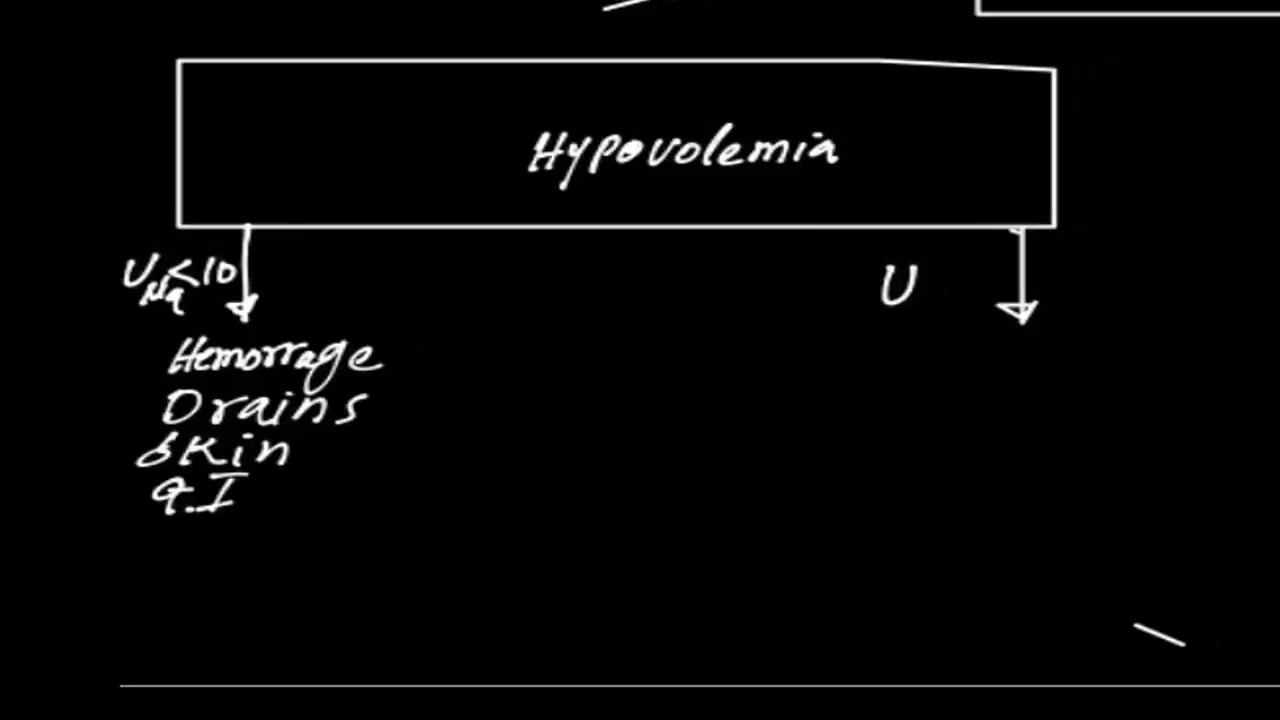 Hypovolemia
U Na <10
U
Hemorrage
Drains
Skin
G.I